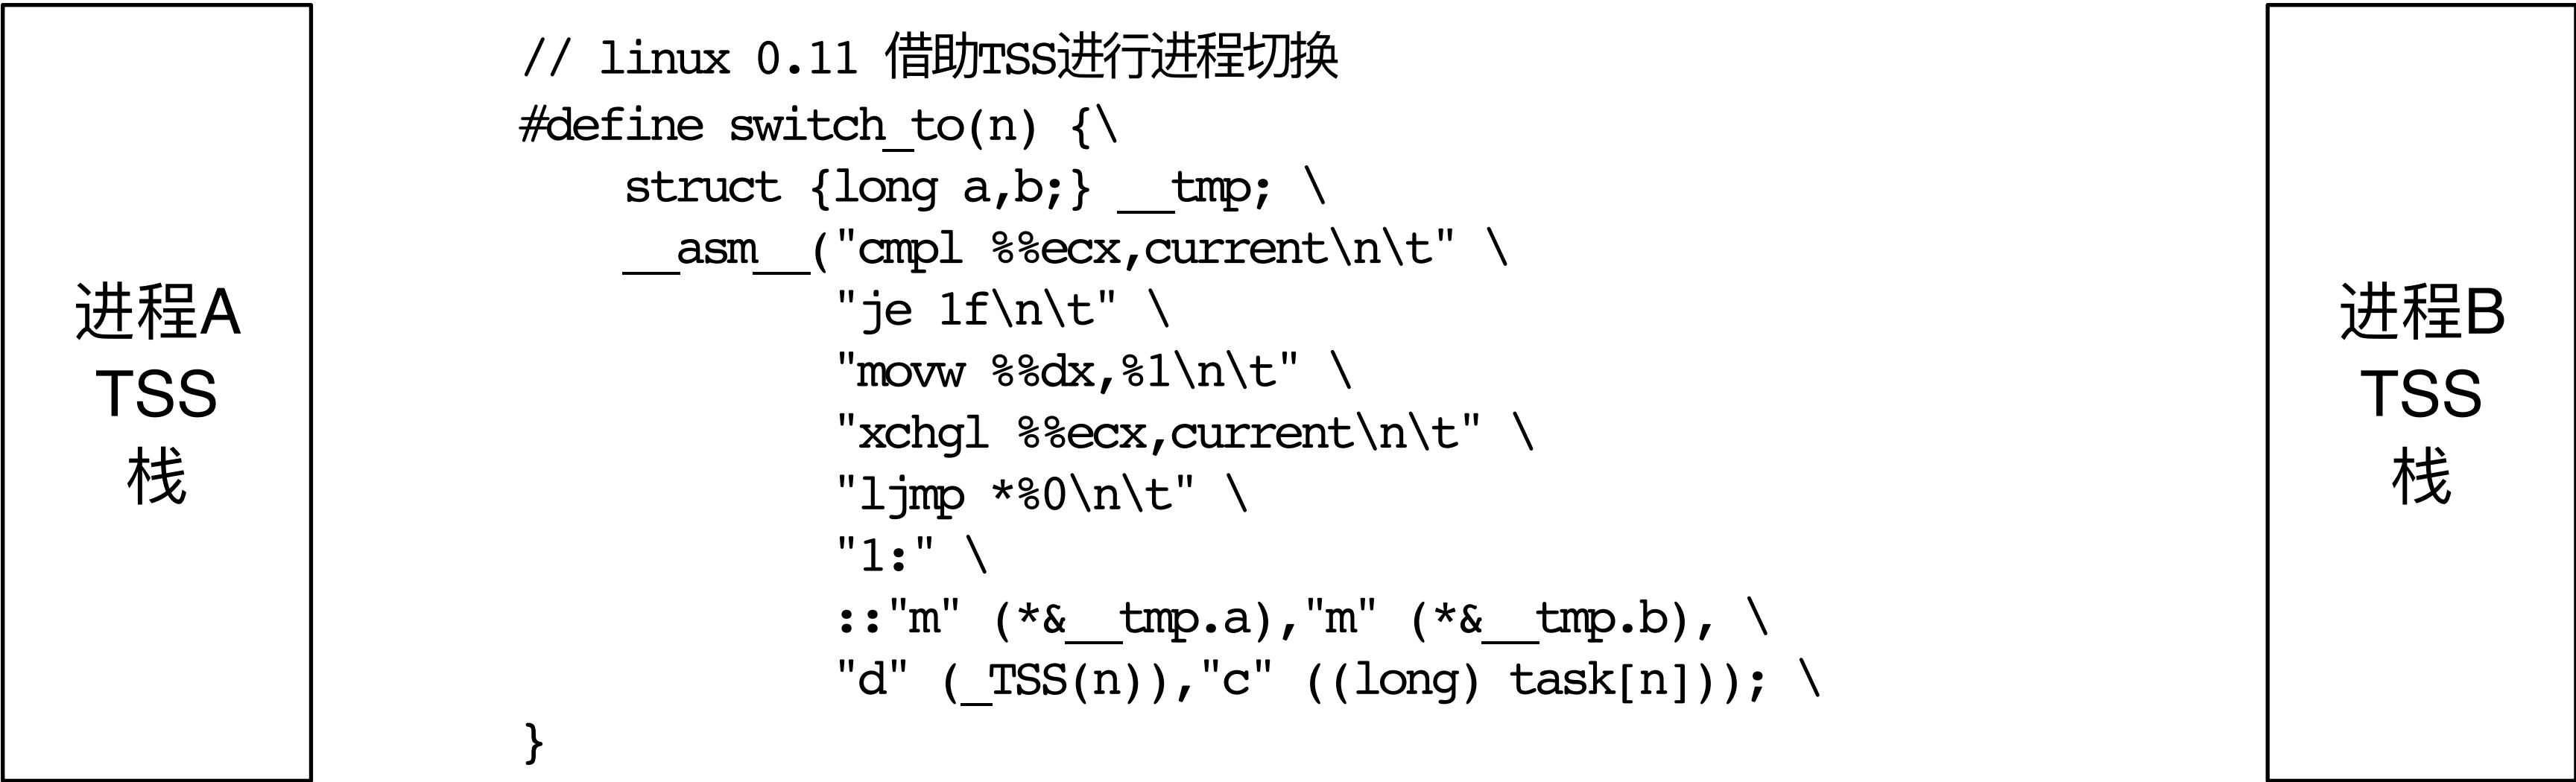 进程A
TSS
栈
// linux 0.11 借助TSS进行进程切换
#define switch_to(n) {\
struct {long a,b;} __tmp; \
__asm__("cmpl %%ecx,current\n\t" \
"je 1f\n\t" \
"movw %%dx,%1\n\t" \
"xchgl %%ecx,current\n\t" \
"ljmp *%0\n\t" \
"1:" \
::"m" (*&__tmp.a),"m" (*&__tmp.b), \
"d" (_TSS(n)),"c" ((long) task[n])); \
}
进程B
TSS
栈